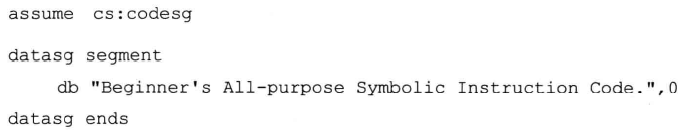 assume cs:codesg
datasg segment
db "Beginner's All-purpose Symbolic Instruction Code.",0
datasg ends